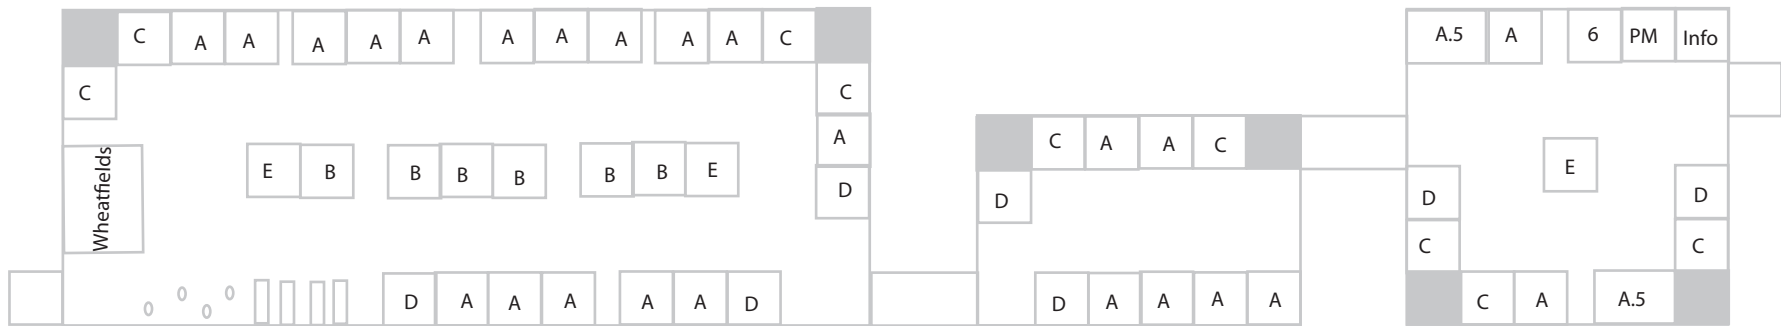 C A A A A A A A A A A C
A.5 A 6 PM Info
C
C
A
C A A C
Wheatfields
E B B B B B B E
E
D
D
D
D
C
C
D A A A A A D
D A A A A
C A A.5